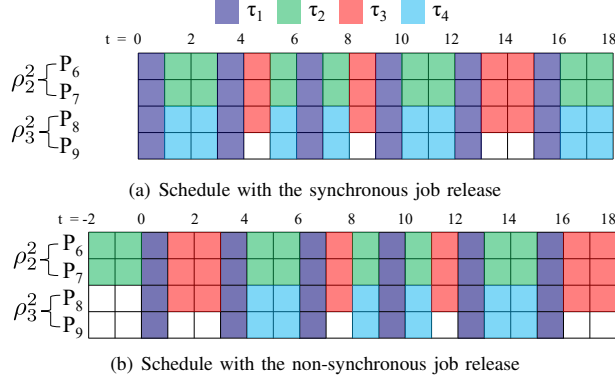 τ₁ τ₂ τ₃ τ₄
t = 0 2 4 6 8 10 12 14 16 18
ρ₂² { P₆
P₇
ρ₃² { P₈
P₉
(a) Schedule with the synchronous job release
t = -2 0 2 4 6 8 10 12 14 16 18
ρ₂² { P₆
P₇
ρ₃² { P₈
P₉
(b) Schedule with the non-synchronous job release